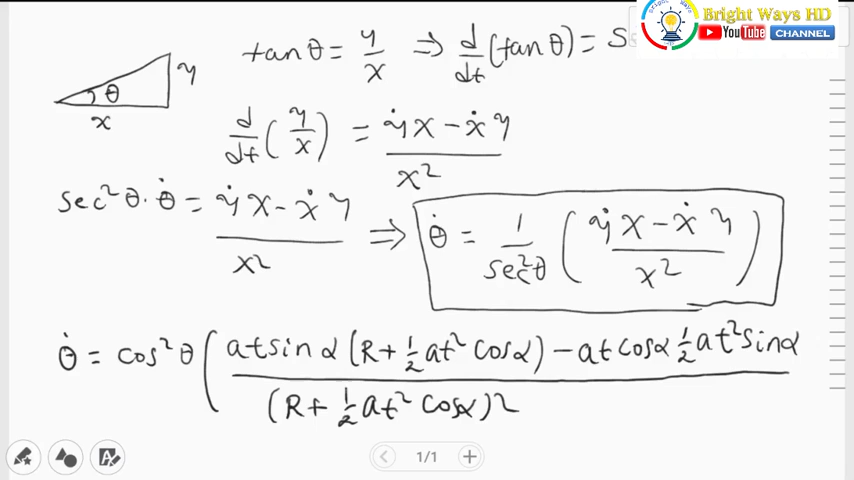 Bright Ways HD
YouTube CHANNEL
tanθ = y/x ⇒ d/dt (tanθ) = S
y
θ
x
d/dt (y/x) = (ẏx - ẋy)/x²
sec²θ·θ̇ = (ẏx - ẋy)/x² ⇒ θ̇ = 1/sec²θ ((ẏx - ẋy)/x²)
θ̇ = cos²θ ( (at sinα (R + ½at² cosα) - at cosα ½at² sinα)/(R + ½at² cosα)²
1/1